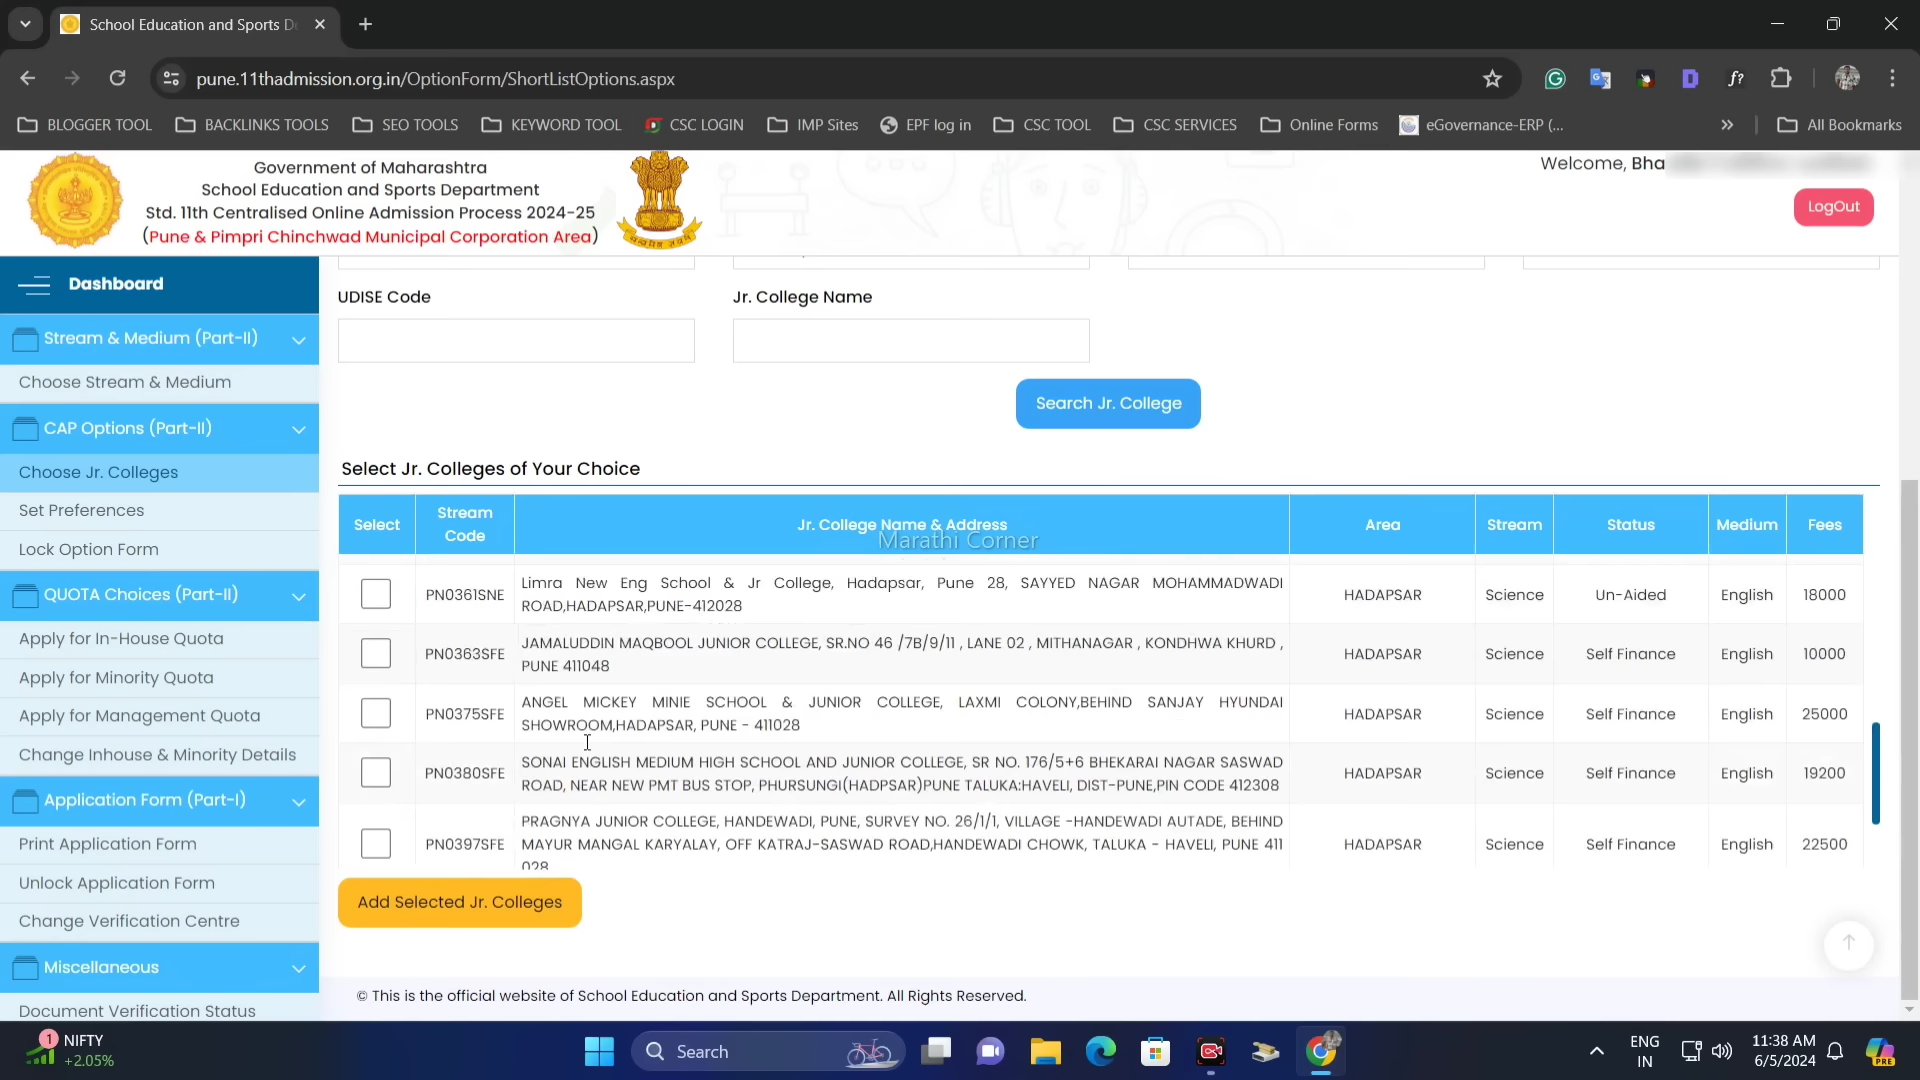 School Education and Sports D
pune.11thadmission.org.in/OptionForm/ShortListOptions.aspx
BLOGGER TOOL
BACKLINKS TOOLS
SEO TOOLS
KEYWORD TOOL
CSC LOGIN
IMP Sites
EPF log in
CSC TOOL
CSC SERVICES
Online Forms
eGovernance-ERP (...
All Bookmarks
Government of Maharashtra
School Education and Sports Department
Std. 11th Centralised Online Admission Process 2024-25
(Pune & Pimpri Chinchwad Municipal Corporation Area)
Welcome, Bha
LogOut
Dashboard
Stream & Medium (Part-II)
Choose Stream & Medium
CAP Options (Part-II)
Choose Jr. Colleges
Set Preferences
Lock Option Form
QUOTA Choices (Part-II)
Apply for In-House Quota
Apply for Minority Quota
Apply for Management Quota
Change Inhouse & Minority Details
Application Form (Part-I)
Print Application Form
Unlock Application Form
Change Verification Centre
Miscellaneous
Document Verification Status
UDISE Code
Jr. College Name
Search Jr. College
Select Jr. Colleges of Your Choice
Select
Stream
Code
Jr. College Name & Address
Area
Stream
Status
Medium
Fees
Marathi Corner
PN0361SNE
Limra New Eng School & Jr College, Hadapsar, Pune 28, SAYYED NAGAR MOHAMMADWADI
ROAD,HADAPSAR,PUNE-412028
HADAPSAR
Science
Un-Aided
English
18000
PN0363SFE
JAMALUDDIN MAQBOOL JUNIOR COLLEGE, SR.NO 46 /7B/9/11 , LANE 02 , MITHANAGAR , KONDHWA KHURD ,
PUNE 411048
HADAPSAR
Science
Self Finance
English
10000
PN0375SFE
ANGEL MICKEY MINIE SCHOOL & JUNIOR COLLEGE, LAXMI COLONY,BEHIND SANJAY HYUNDAI
SHOWROOM,HADAPSAR, PUNE - 411028
HADAPSAR
Science
Self Finance
English
25000
PN0380SFE
SONAI ENGLISH MEDIUM HIGH SCHOOL AND JUNIOR COLLEGE, SR NO. 176/5+6 BHEKARAI NAGAR SASWAD
ROAD, NEAR NEW PMT BUS STOP, PHURSUNGI(HADPSAR)PUNE TALUKA:HAVELI, DIST-PUNE,PIN CODE 412308
HADAPSAR
Science
Self Finance
English
19200
PN0397SFE
PRAGNYA JUNIOR COLLEGE, HANDEWADI, PUNE, SURVEY NO. 26/1/1, VILLAGE -HANDEWADI AUTADE, BEHIND
MAYUR MANGAL KARYALAY, OFF KATRAJ-SASWAD ROAD,HANDEWADI CHOWK, TALUKA - HAVELI, PUNE 411
028
HADAPSAR
Science
Self Finance
English
22500
Add Selected Jr. Colleges
© This is the official website of School Education and Sports Department. All Rights Reserved.
1
NIFTY
+2.05%
Search
ENG
IN
11:38 AM
6/5/2024
PRE